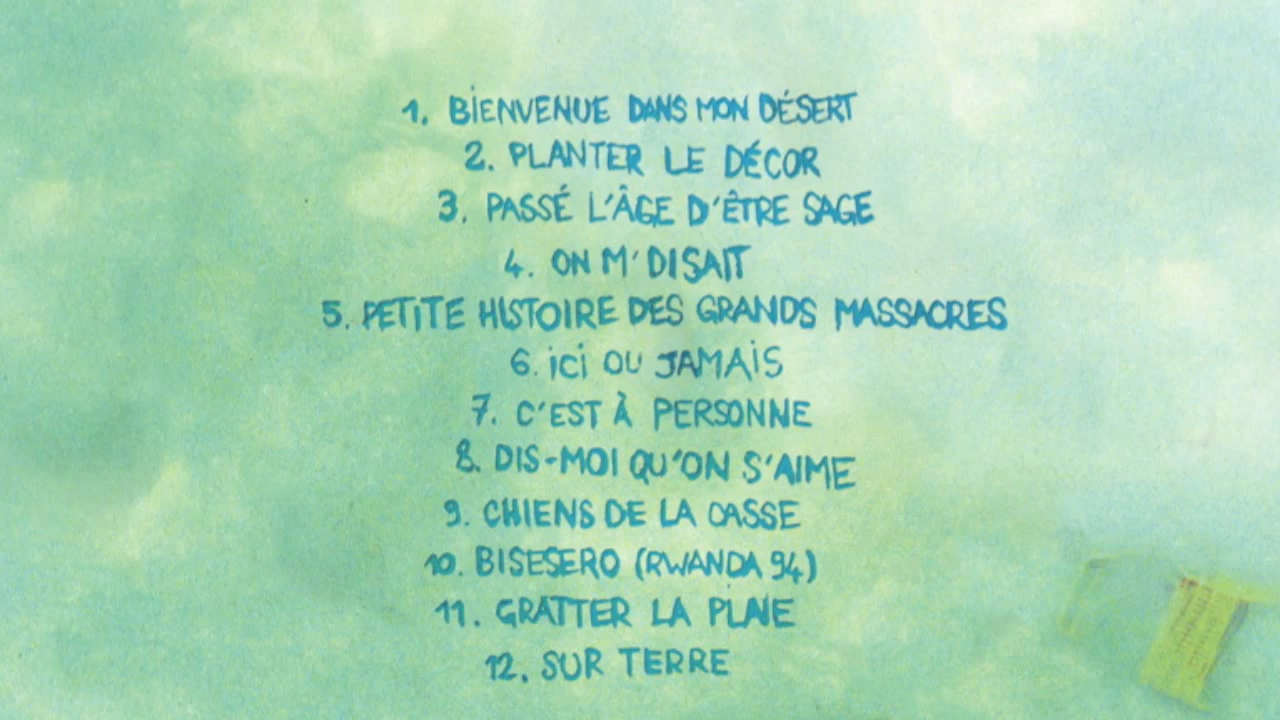 1. BIENVENUE DANS MON DÉSERT
2. PLANTER LE DÉCOR
3. PASSÉ L'ÂGE D'ÊTRE SAGE
4. ON M'DISAIT
5. PETITE HISTOIRE DES GRANDS MASSACRES
6. ICI OU JAMAIS
7. C'EST À PERSONNE
8. DIS-MOI QU'ON S'AIME
9. CHIENS DE LA CASSE
10. BISESERO (RWANDA 94)
11. GRATTER LA PLAIE
12. SUR TERRE